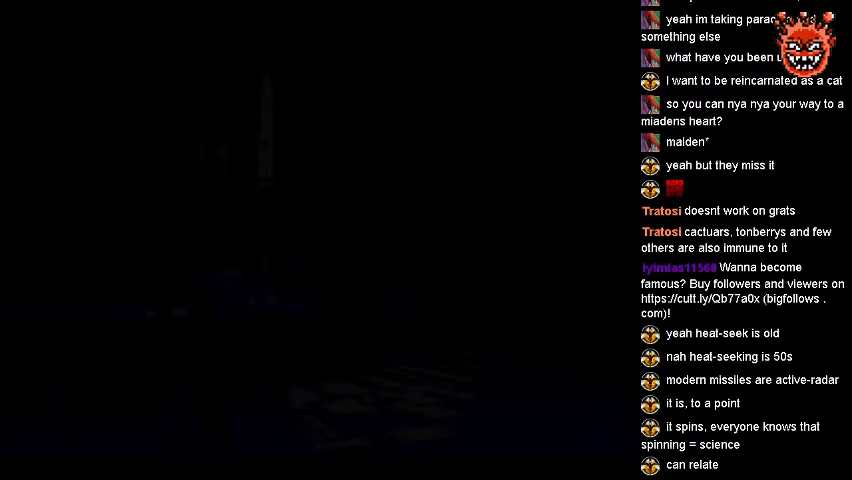 yeah im taking parad
something else
what have you been u
I want to be reincarnated as a cat
so you can nya nya your way to a
miadens heart?
maiden*
yeah but they miss it
Tratosi doesnt work on grats
Tratosi cactuars, tonberrys and few
others are also immune to it
lylmias11560 Wanna become
famous? Buy followers and viewers on
https://cutt.ly/Qb77a0x (bigfollows .
com)!
yeah heat-seek is old
nah heat-seeking is 50s
modern missiles are active-radar
it is, to a point
it spins, everyone knows that
spinning = science
can relate